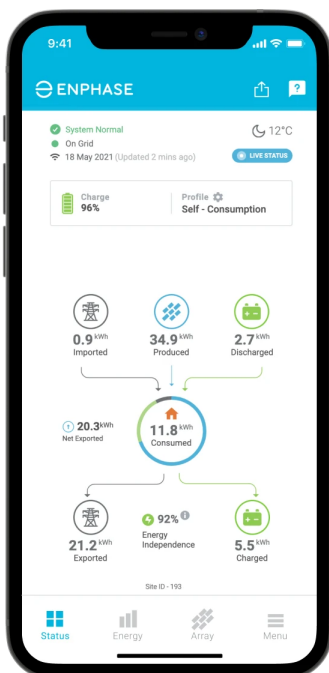 9:41
ENPHASE
?
System Normal
12°C
On Grid
18 May 2021 (Updated 2 mins ago)
LIVE STATUS
Charge
96%
Profile
Self - Consumption
0.9 kWh
Imported
34.9 kWh
Produced
2.7 kWh
Discharged
20.3 kWh
Net Exported
11.8 kWh
Consumed
21.2 kWh
Exported
92% i
Energy
Independence
5.5 kWh
Charged
Site ID - 193
Status
Energy
Array
Menu